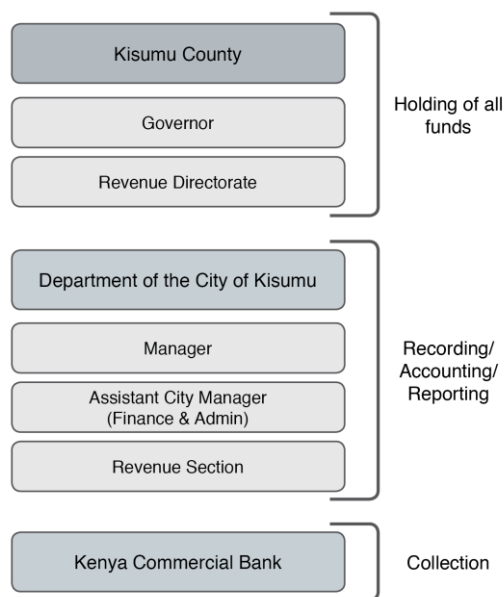 Kisumu County
Governor
Revenue Directorate
Holding of all
funds
Department of the City of Kisumu
Manager
Assistant City Manager
(Finance & Admin)
Revenue Section
Recording/
Accounting/
Reporting
Kenya Commercial Bank
Collection